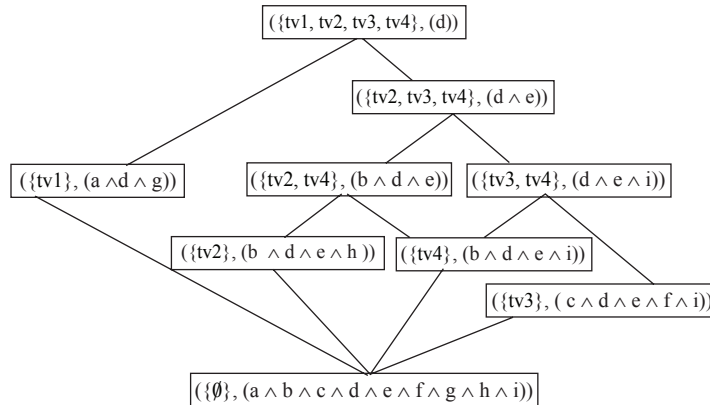 ({tv1, tv2, tv3, tv4}, (d))
({tv2, tv3, tv4}, (d ∧ e))
({tv1}, (a ∧d ∧ g))
({tv2, tv4}, (b ∧ d ∧ e))
({tv3, tv4}, (d ∧ e ∧ i))
({tv2}, (b ∧ d ∧ e ∧ h ))
({tv4}, (b ∧ d ∧ e ∧ i))
({tv3}, ( c ∧ d ∧ e ∧ f ∧ i))
({∅}, (a ∧ b ∧ c ∧ d ∧ e ∧ f ∧ g ∧ h ∧ i))